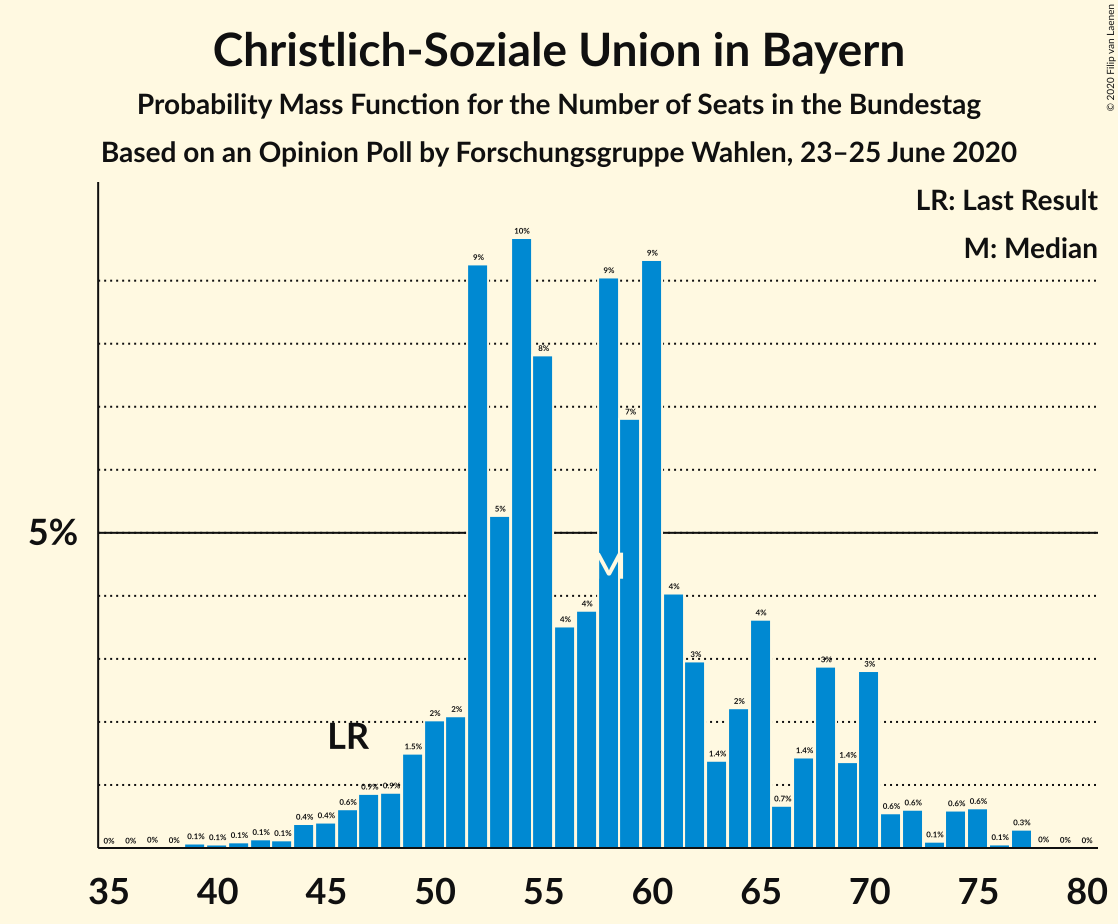 Christlich-Soziale Union in Bayern
Probability Mass Function for the Number of Seats in the Bundestag
Based on an Opinion Poll by Forschungsgruppe Wahlen, 23–25 June 2020
© 2020 Filip van Laenen
LR: Last Result
M: Median
5%
LR
M
0% 0% 0% 0% 0.1% 0.1% 0.1% 0.1% 0.1% 0.4% 0.4% 0.6% 0.9% 0.9% 1.5% 2% 2% 9% 5% 10% 8% 4% 4% 9% 7% 9% 4% 3% 1.4% 2% 4% 0.7% 1.4% 3% 1.4% 3% 0.6% 0.6% 0.1% 0.6% 0.6% 0.1% 0.3% 0% 0% 0%
35 40 45 50 55 60 65 70 75 80